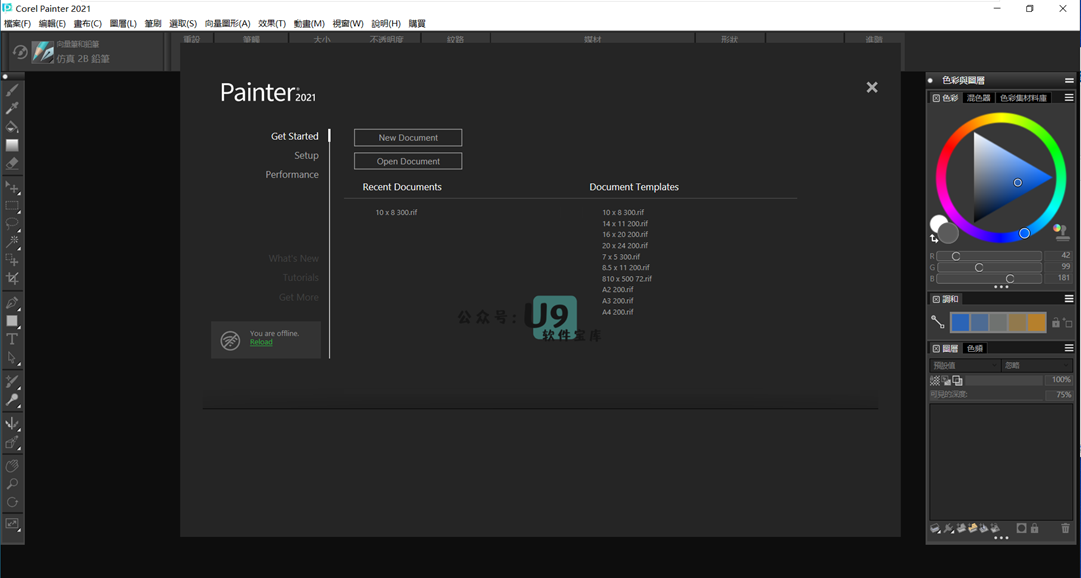 Corel Painter 2021
檔案(F) 編輯(E) 畫布(C) 圖層(L) 筆刷 選取(S) 向量圖形(A) 效果(T) 動畫(M) 視窗(W) 說明(H) 購買
向量筆和鉛筆
仿真 2B 鉛筆
重設 筆觸 大小 不透明度 紋路 媒材 形狀 進階
Painter® 2021
Get Started
Setup
Performance
What's New
Tutorials
Get More
You are offline.
Reload
New Document
Open Document
Recent Documents
10 x 8 300.rif
Document Templates
10 x 8 300.rif
14 x 11 200.rif
16 x 20 200.rif
20 x 24 200.rif
7 x 5 300.rif
8.5 x 11 200.rif
810 x 500 72.rif
A2 200.rif
A3 200.rif
A4 200.rif
公众号:
U9
软件宝库
色彩與圖層
色彩 混色器 色彩集材料庫
R 42
G 99
B 181
調和
圖層 色頻
預設值 忽略
100%
可見的深度: 75%